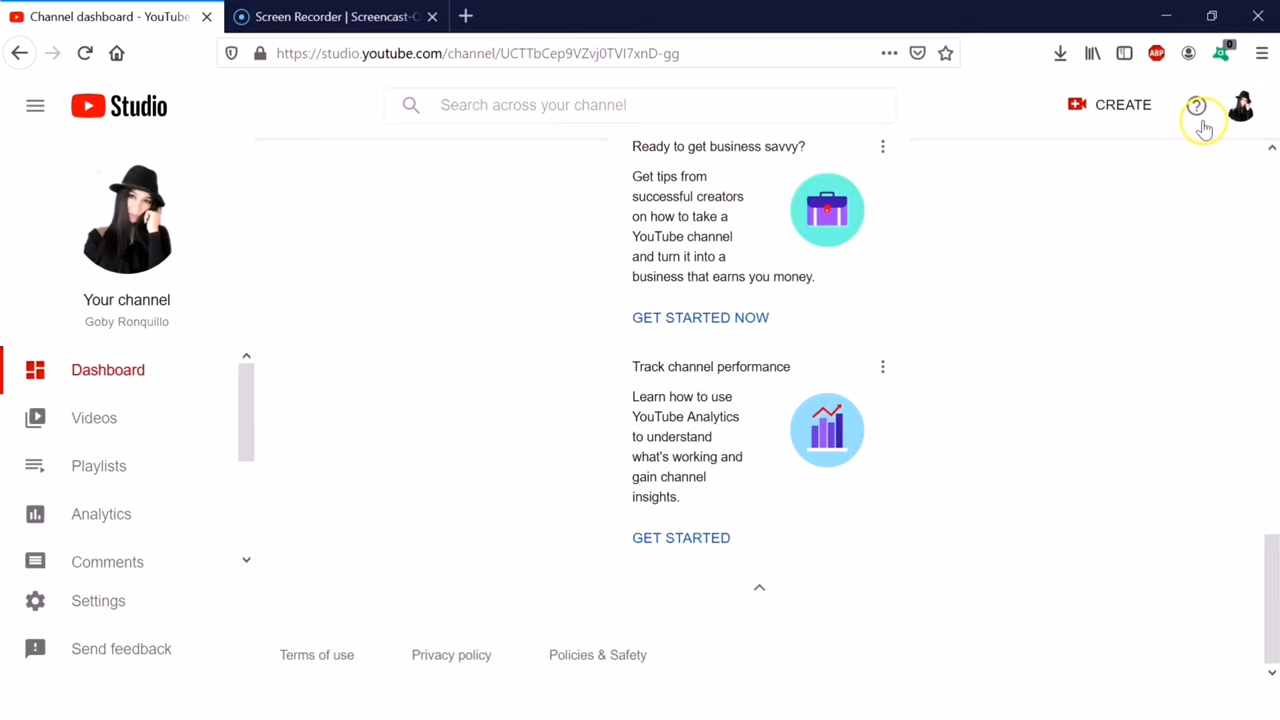 Channel dashboard - YouTube
Screen Recorder | Screencast-O
https://studio.youtube.com/channel/UCTTbCep9VZvj0TVI7xnD-gg
ABP
0
Studio
Search across your channel
CREATE
Your channel
Goby Ronquillo
Dashboard
Videos
Playlists
Analytics
Comments
Settings
Send feedback
Ready to get business savvy?
Get tips from
successful creators
on how to take a
YouTube channel
and turn it into a
business that earns you money.
GET STARTED NOW
Track channel performance
Learn how to use
YouTube Analytics
to understand
what's working and
gain channel
insights.
GET STARTED
Terms of use
Privacy policy
Policies & Safety